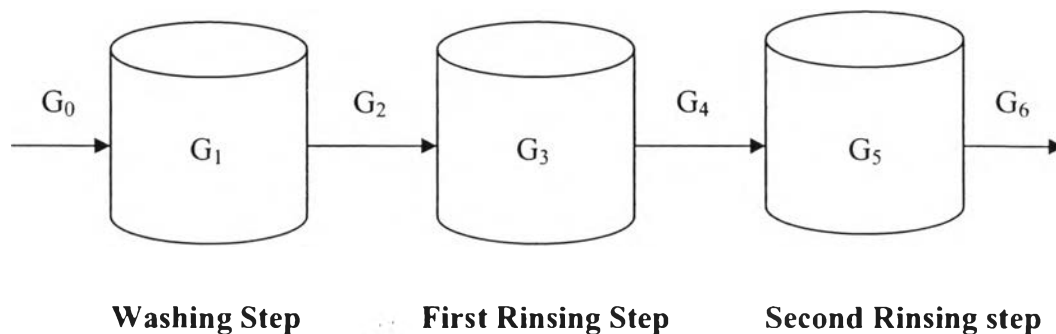 G₀ G₂ G₄ G₆
G₁ G₃ G₅
Washing Step First Rinsing Step Second Rinsing step